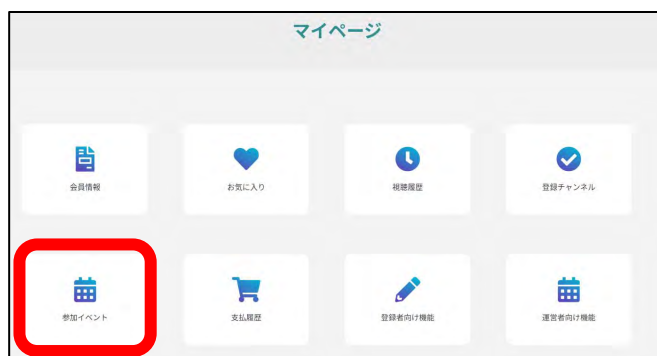 マイページ
会員情報
お気に入り
視聴履歴
登録チャンネル
参加イベント
支払履歴
登録者向け機能
運営者向け機能